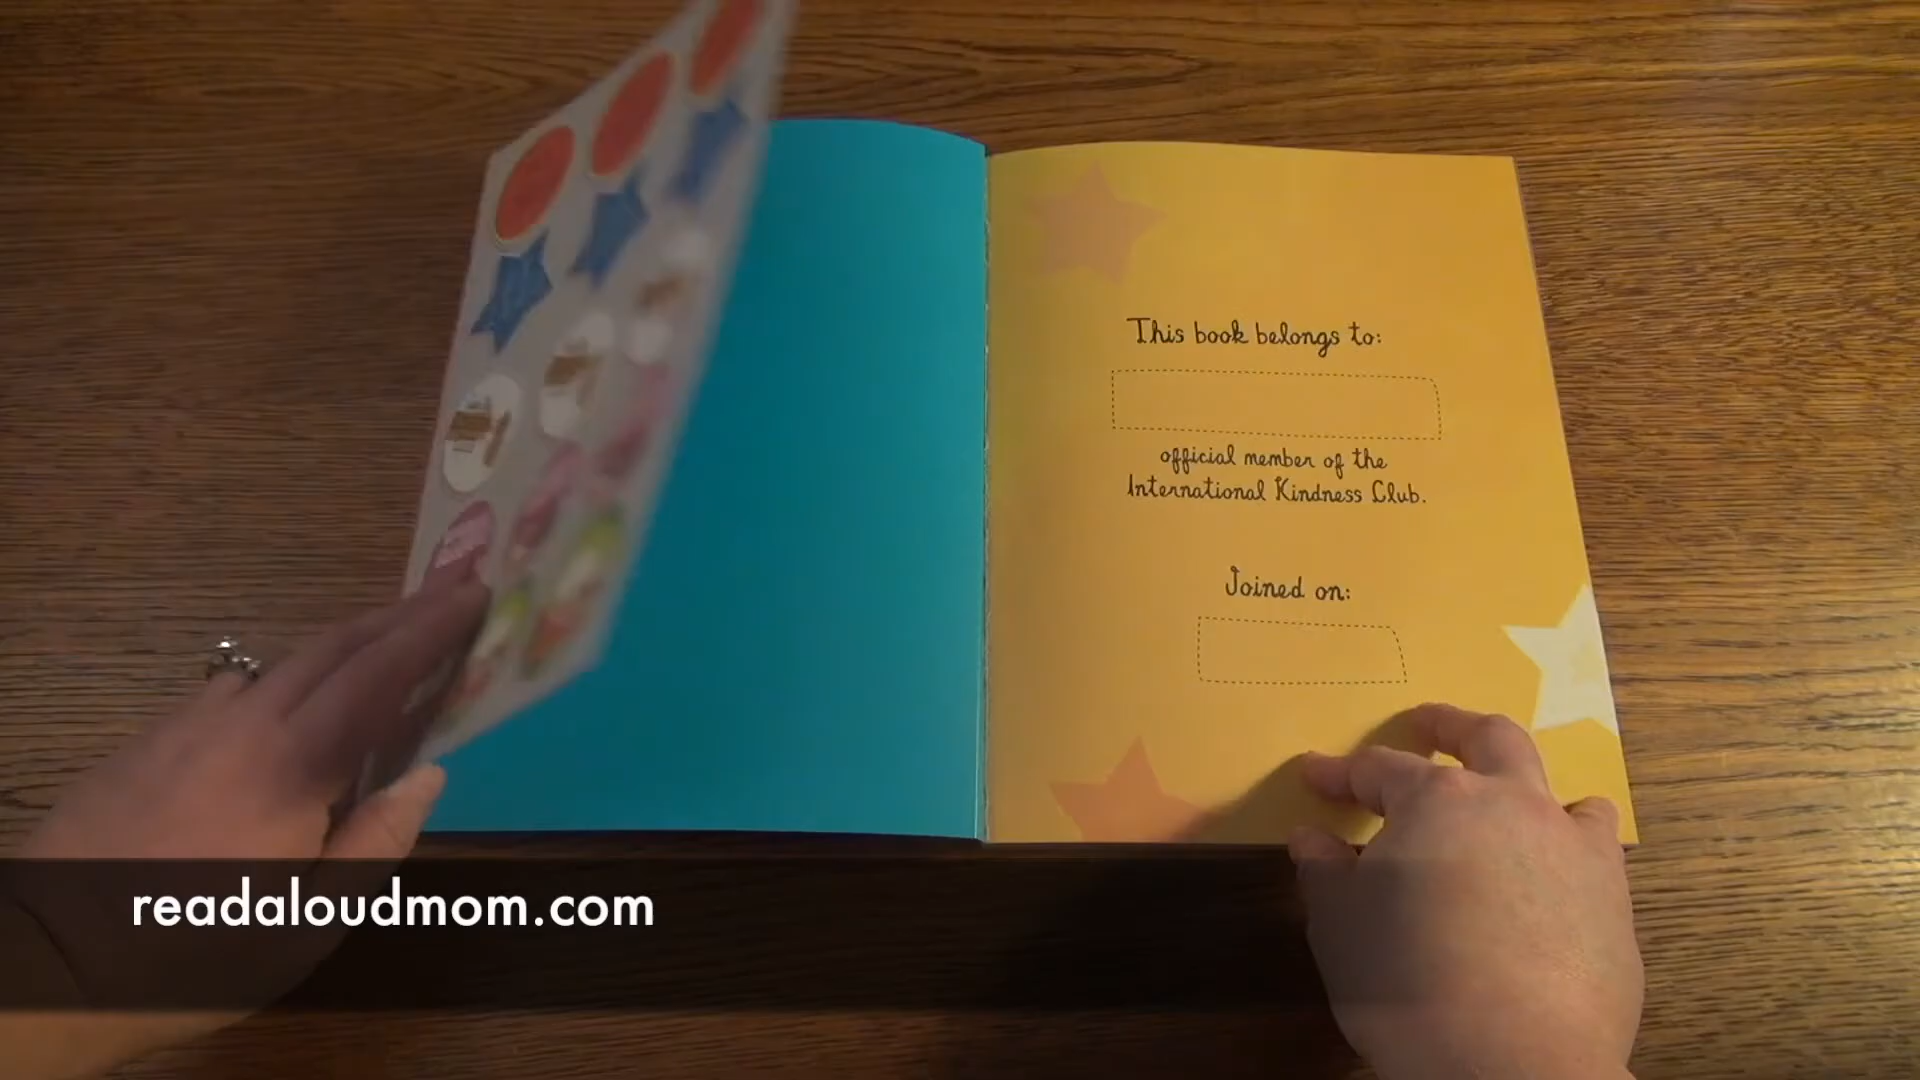 This book belongs to:
official member of the
International Kindness Club.
Joined on:
readaloudmom.com